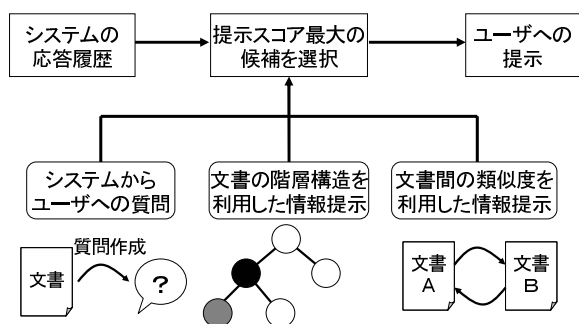 システムの
応答履歴
提示スコア最大の
候補を選択
ユーザへの
提示
システムから
ユーザへの質問
文書の階層構造を
利用した情報提示
文書間の類似度を
利用した情報提示
質問作成
文書
?
文書
A
文書
B